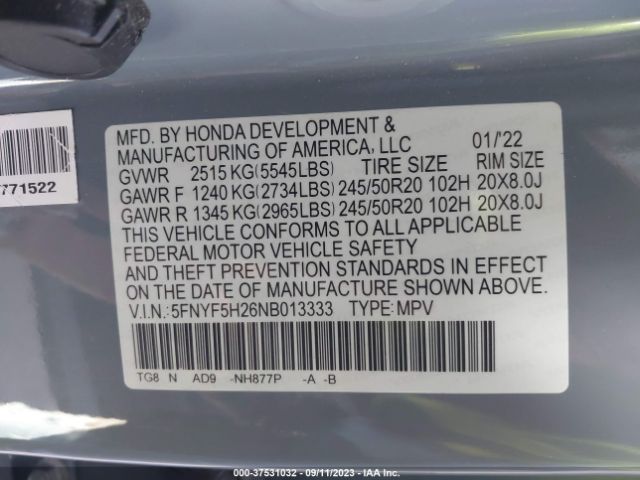 MFD. BY HONDA DEVELOPMENT &
MANUFACTURING OF AMERICA, LLC 01/'22
GVWR 2515 KG(5545LBS) TIRE SIZE RIM SIZE
GAWR F 1240 KG(2734LBS) 245/50R20 102H 20X8.0J
GAWR R 1345 KG(2965LBS) 245/50R20 102H 20X8.0J
THIS VEHICLE CONFORMS TO ALL APPLICABLE
FEDERAL MOTOR VEHICLE SAFETY
AND THEFT PREVENTION STANDARDS IN EFFECT
ON THE DATE OF MANUFACTURE SHOWN ABOVE.
V.I.N.:5FNYF5H26NB013333 TYPE:MPV
TG8 N AD9 -NH877P -A -B
771522
000-37531032 - 09/11/2023 - IAA Inc.